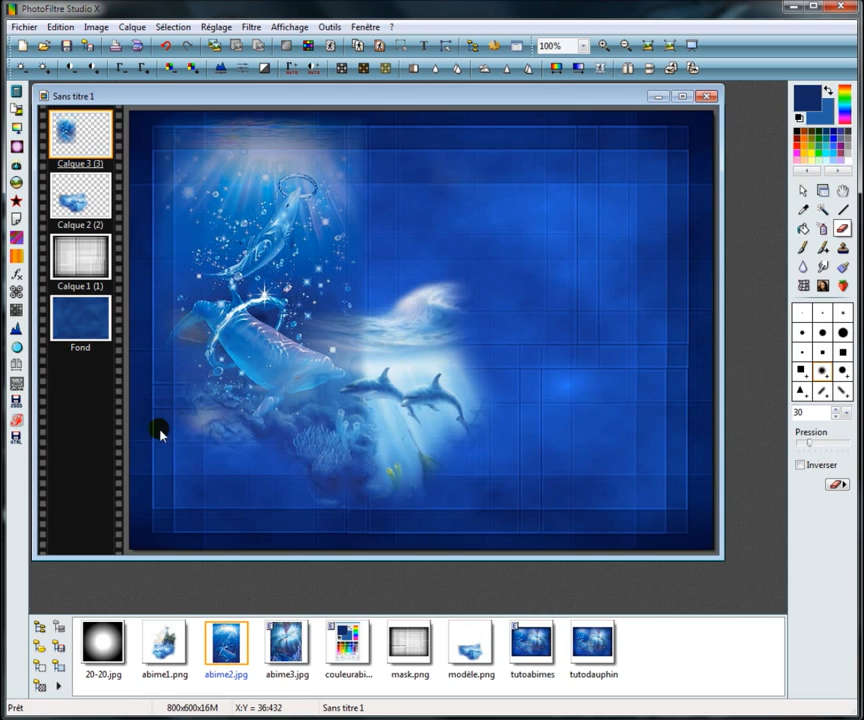 PhotoFiltre Studio X
Fichier Edition Image Calque Sélection Réglage Filtre Affichage Outils Fenêtre ?
100%
Sans titre 1
Calque 3 (3)
Calque 2 (2)
Calque 1 (1)
Fond
30
Pression
Inverser
20-20.jpg abime1.png abime2.jpg abime3.jpg couleurabi... mask.png modèle.png tutoabimes tutodauphin
Prêt 800x600x16M X:Y = 36:432 Sans titre 1